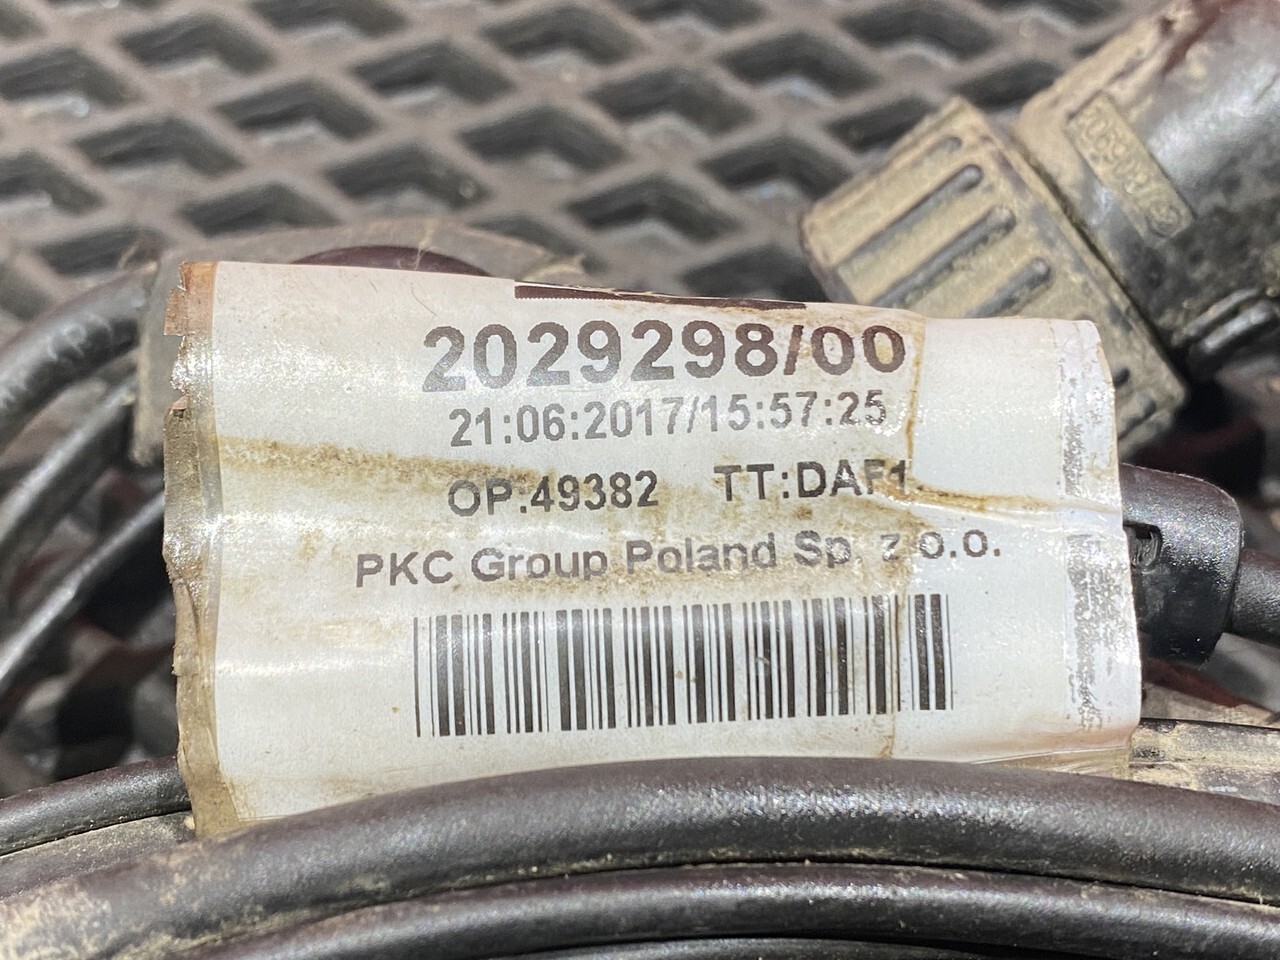 2029298/00
21:06:2017/15:57:25
OP:49382 TT:DAF1
PKC Group Poland Sp. z o.o.